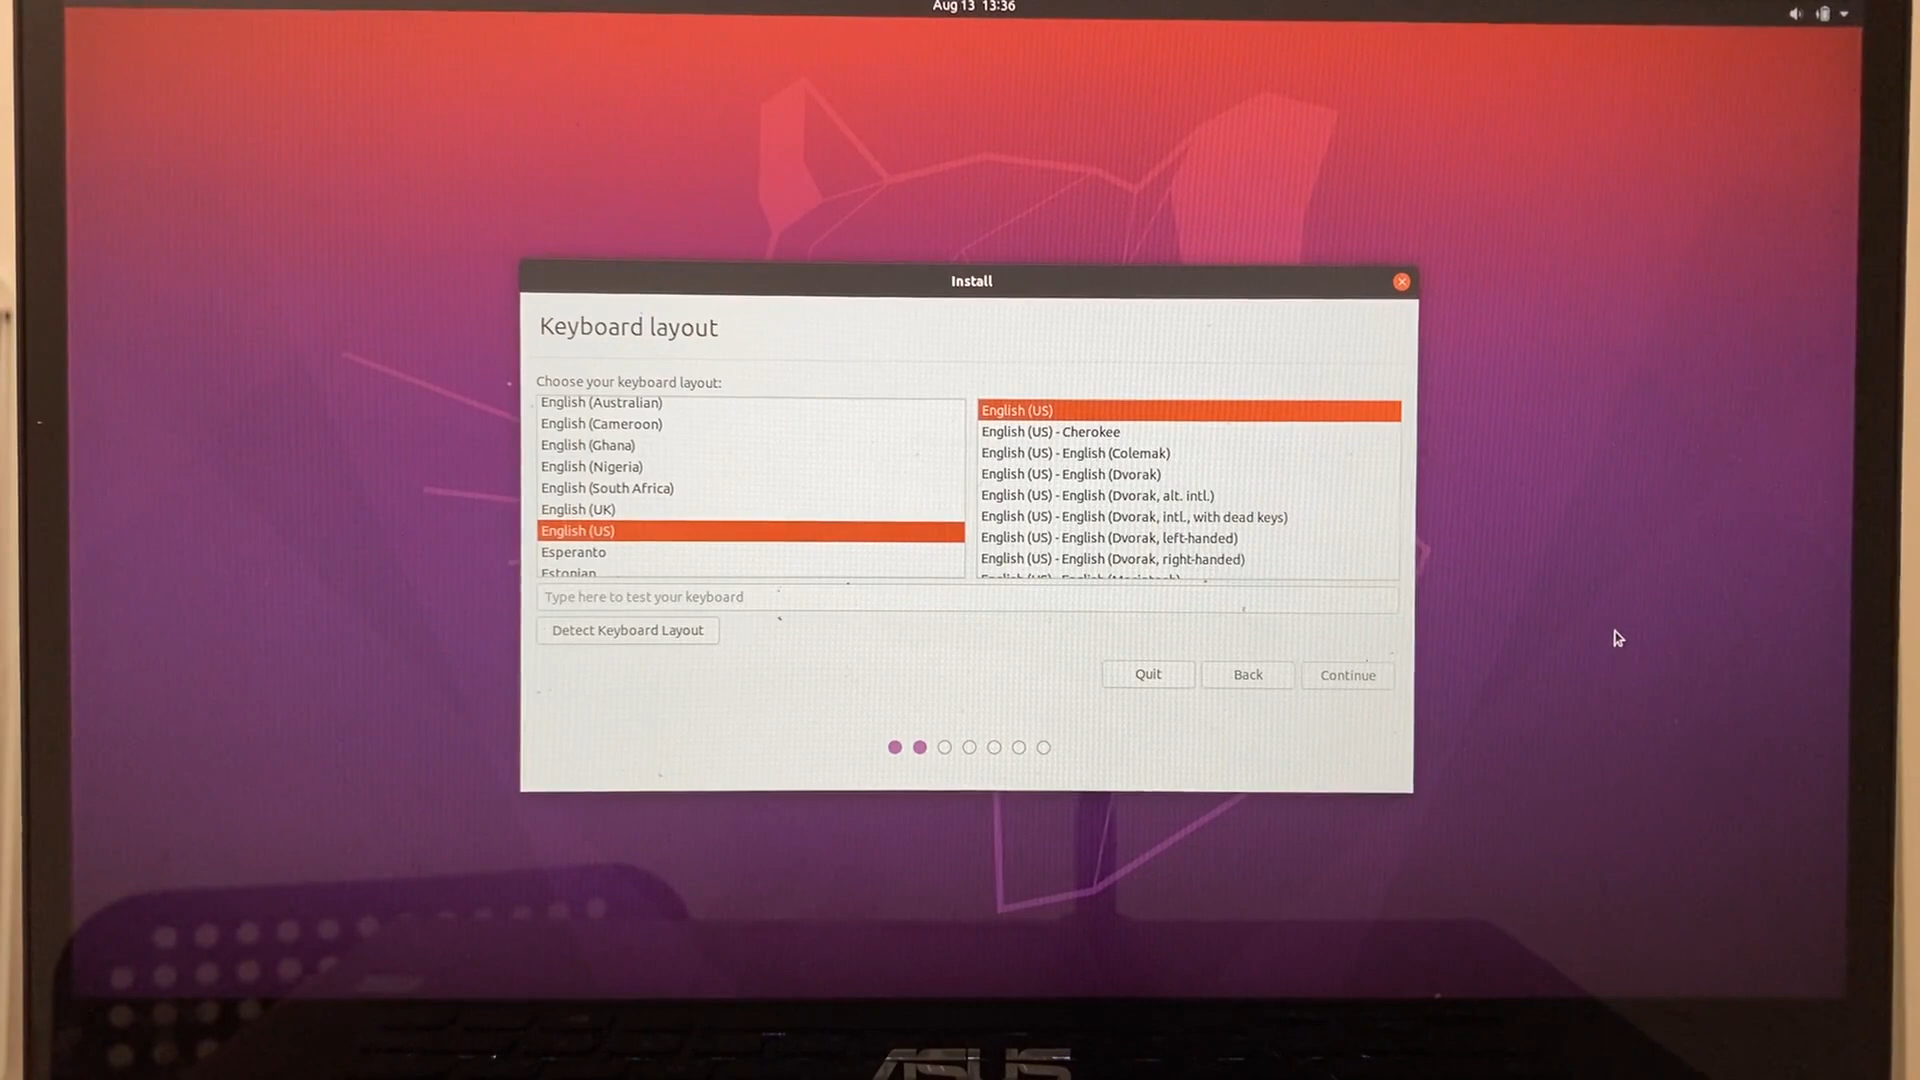 Aug 13 13:36
Install
Keyboard layout
Choose your keyboard layout:
English (Australian)
English (Cameroon)
English (Ghana)
English (Nigeria)
English (South Africa)
English (UK)
English (US)
Esperanto
Estonian
English (US)
English (US) - Cherokee
English (US) - English (Colemak)
English (US) - English (Dvorak)
English (US) - English (Dvorak, alt. intl.)
English (US) - English (Dvorak, intl., with dead keys)
English (US) - English (Dvorak, left-handed)
English (US) - English (Dvorak, right-handed)
English (US) - English (Macintosh)
Type here to test your keyboard
Detect Keyboard Layout
Quit
Back
Continue
ASUS